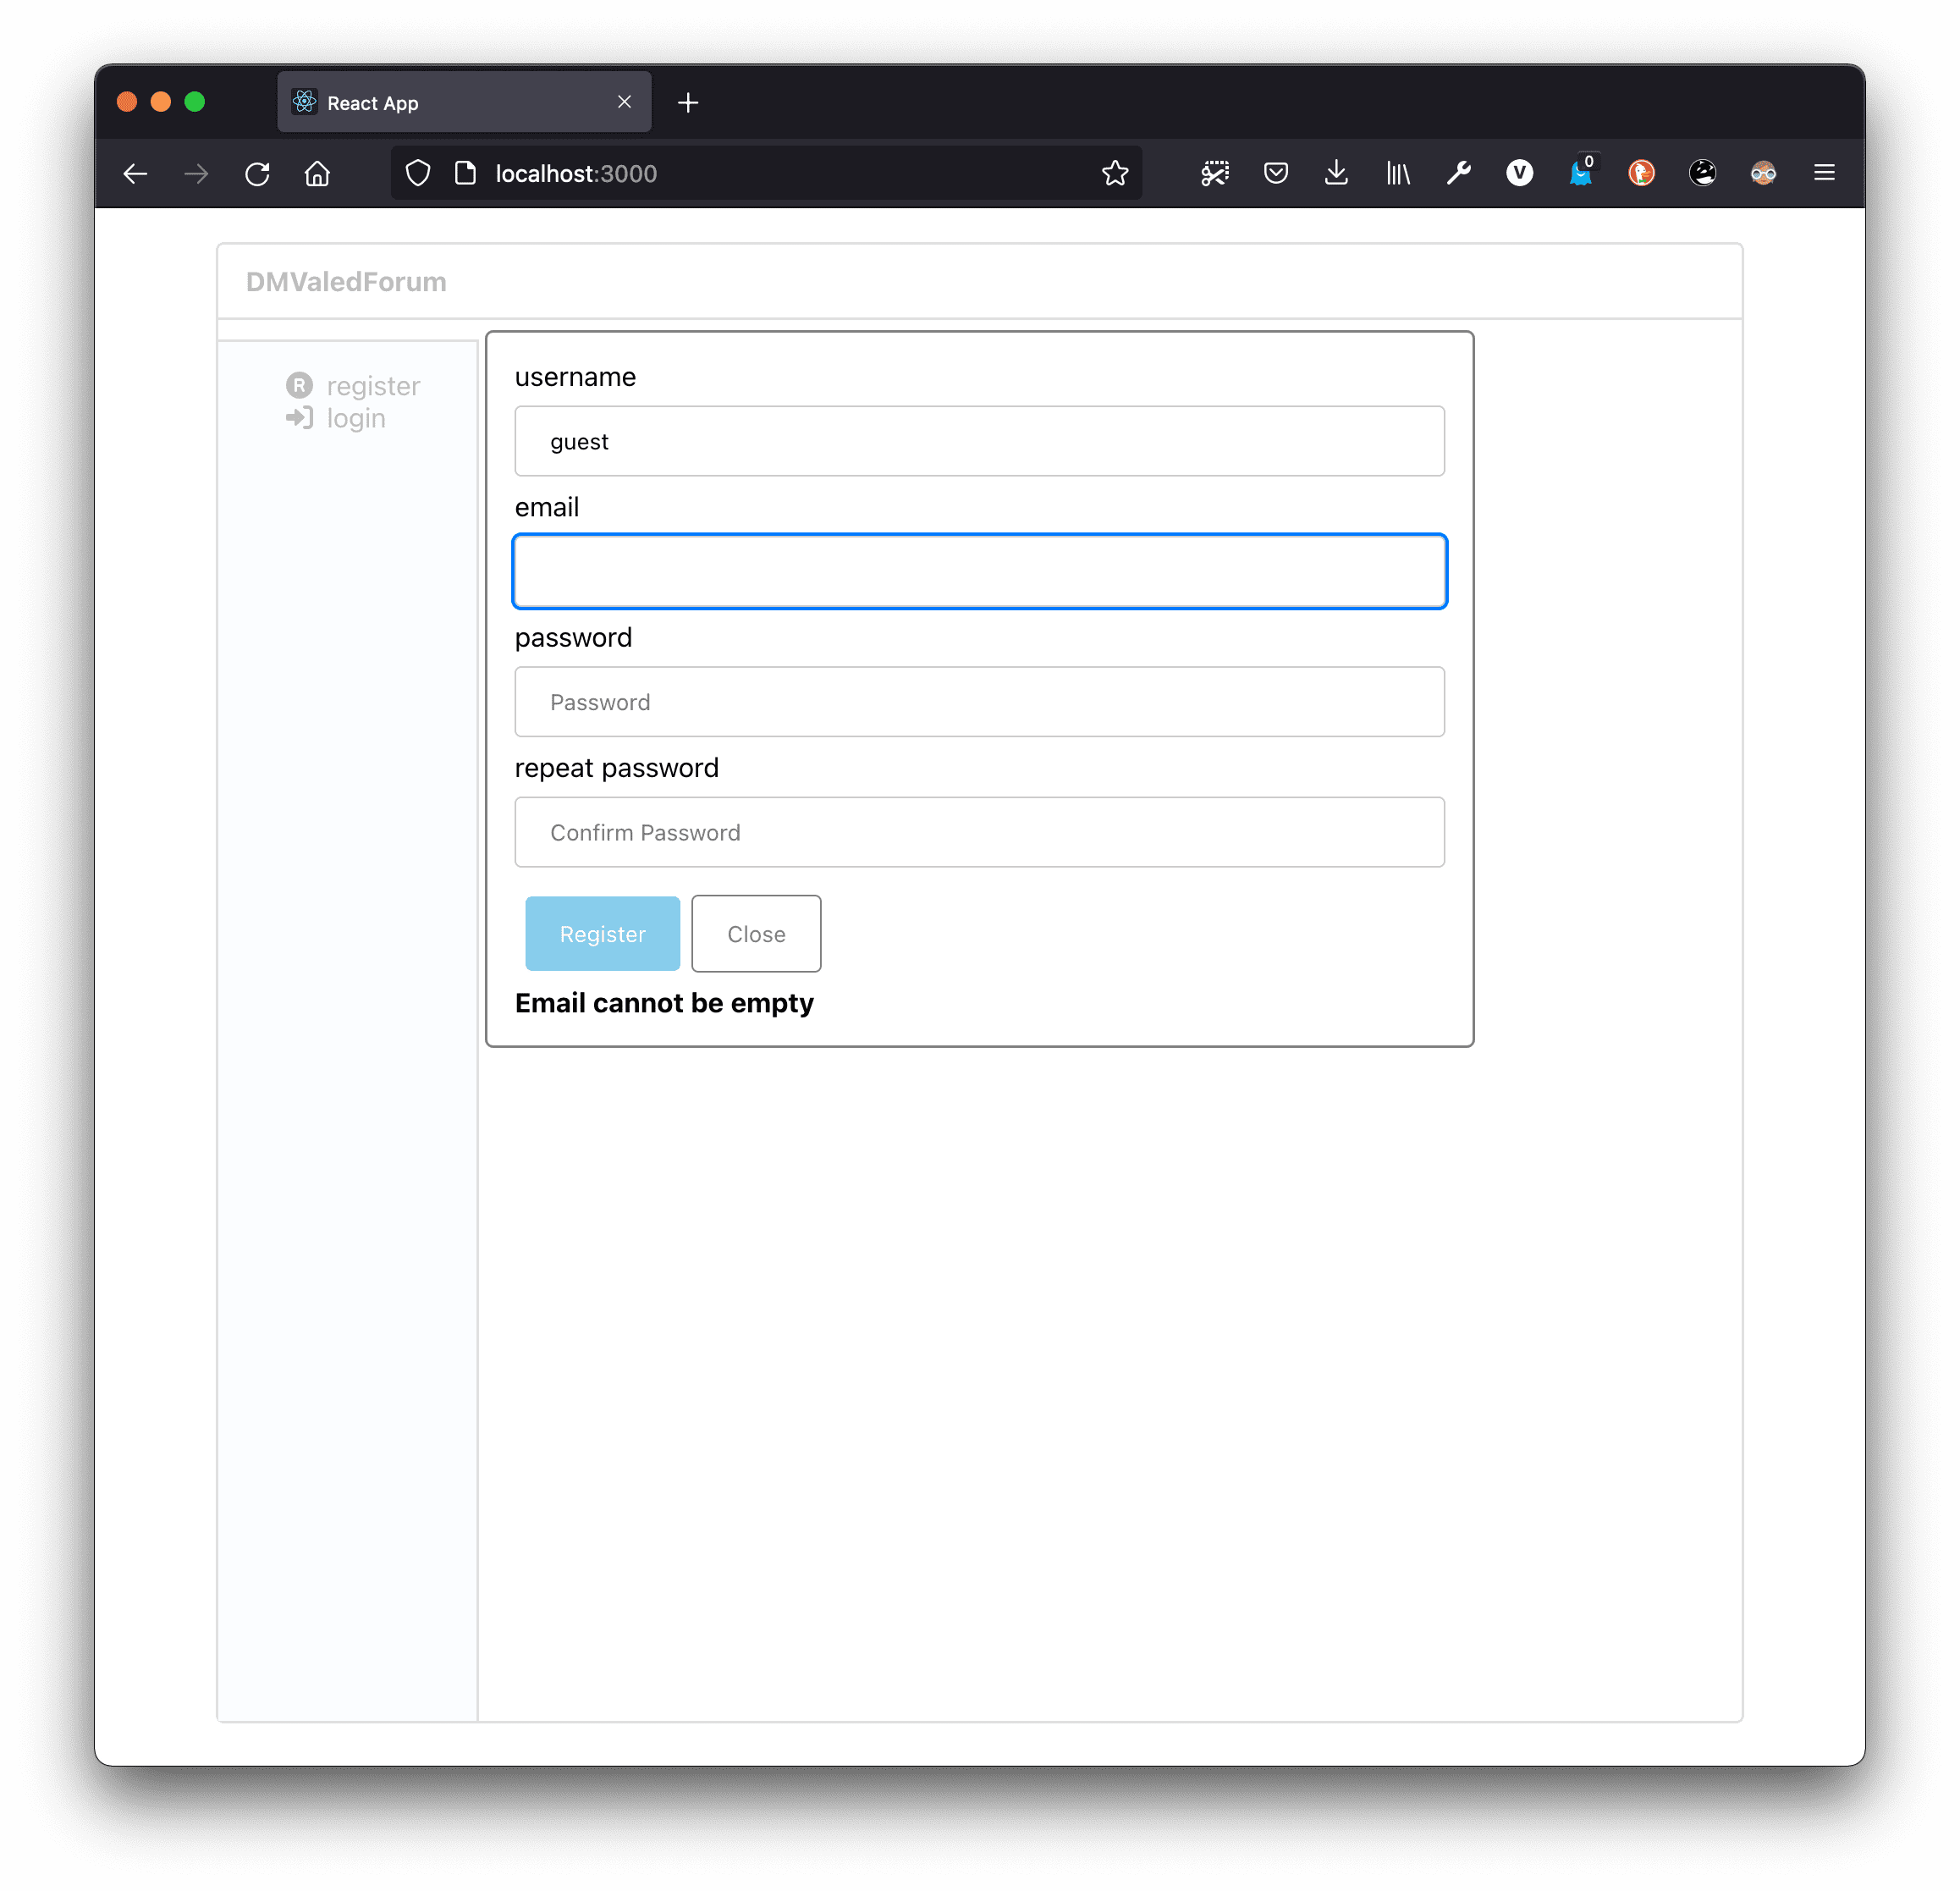 React App
localhost:3000
0
V
DMValedForum
R register
login
username
guest
email
password
Password
repeat password
Confirm Password
Register Close
Email cannot be empty